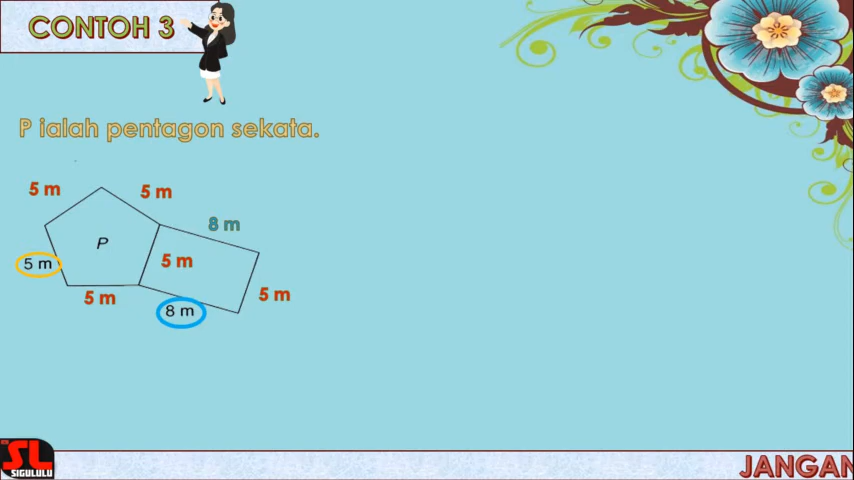 CONTOH 3
P ialah pentagon sekata.
5 m
5 m
8 m
P
5 m
5 m
5 m
5 m
8 m
SL
SIGULULU
JANGAN